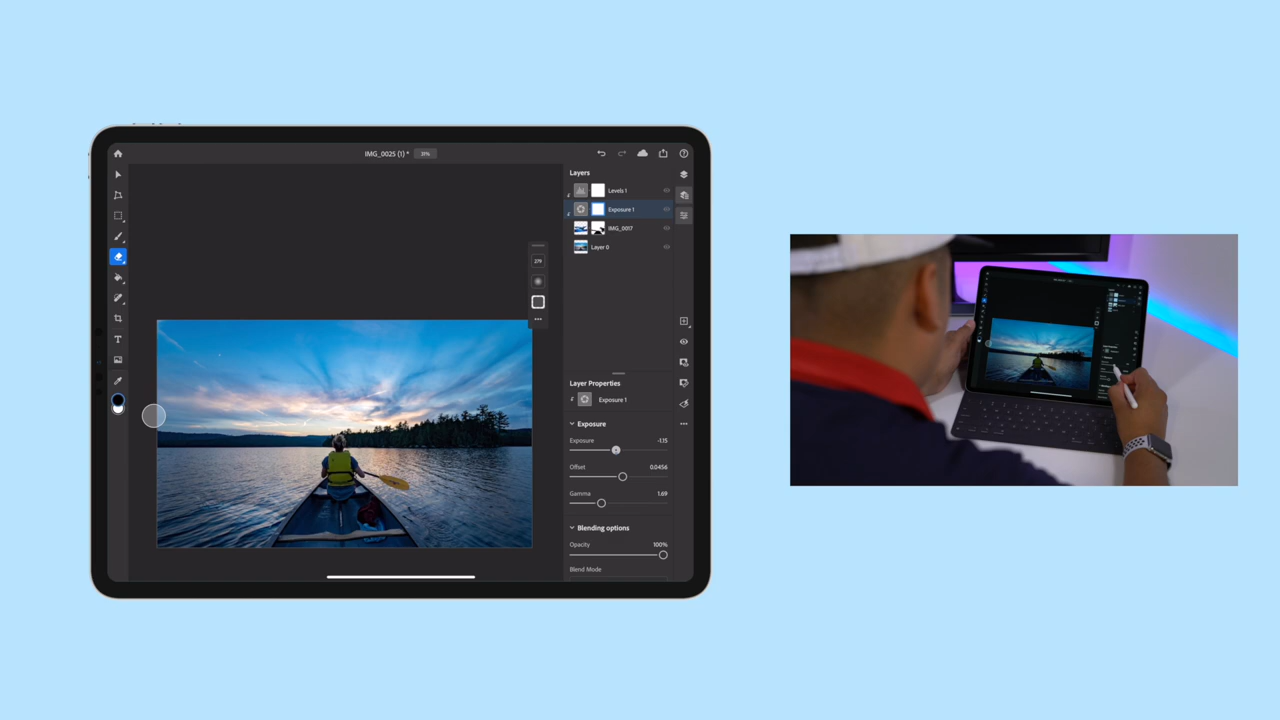 IMG_0025 (1) * 31%
Layers
Levels 1
Exposure 1
IMG_0017
Layer 0
279
Layer Properties
Exposure 1
Exposure
Exposure -1.15
Offset 0.0456
Gamma 1.69
Blending options
Opacity 100%
Blend Mode